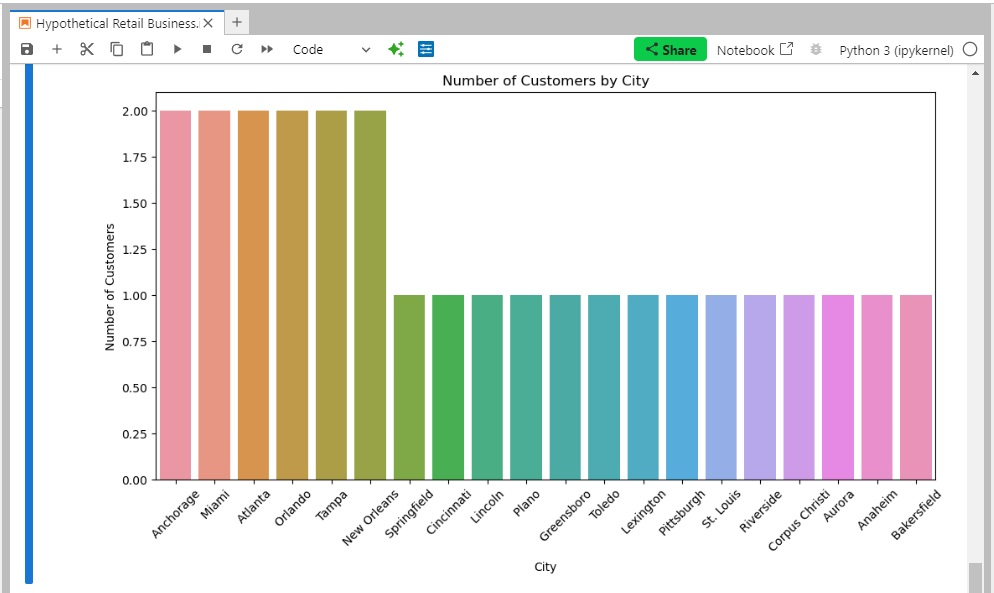 Hypothetical Retail Business.
Code
Share
Notebook
Python 3 (ipykernel)
Number of Customers by City
Number of Customers
2.00
1.75
1.50
1.25
1.00
0.75
0.50
0.25
0.00
Anchorage
Miami
Atlanta
Orlando
Tampa
New Orleans
Springfield
Cincinnati
Lincoln
Plano
Greensboro
Toledo
Lexington
Pittsburgh
St. Louis
Riverside
Corpus Christi
Aurora
Anaheim
Bakersfield
City